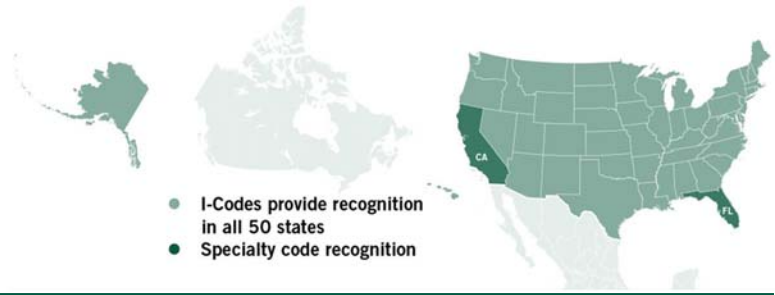 CA
FL
I-Codes provide recognition
in all 50 states
Specialty code recognition